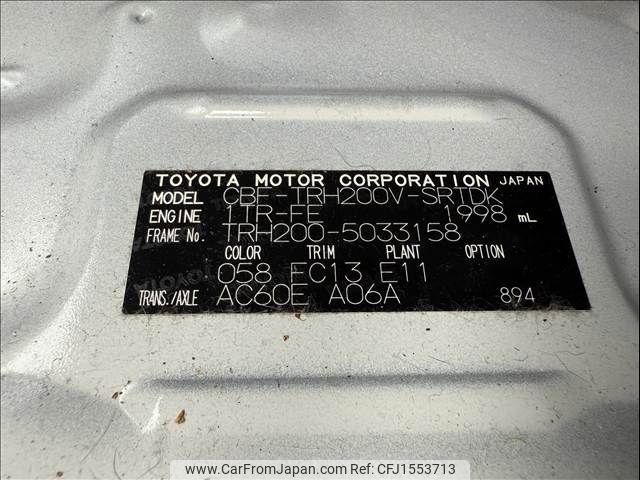 TOYOTA MOTOR CORPORATION JAPAN
MODEL CBF-TRH200V-SRTDK
ENGINE 1TR-FE 1998 mL
FRAME No. TRH200-5033158
COLOR TRIM PLANT OPTION
058 FC13 E11
TRANS./AXLE AC60E A06A 894
www.CarFromJapan.com - CFJ1553713